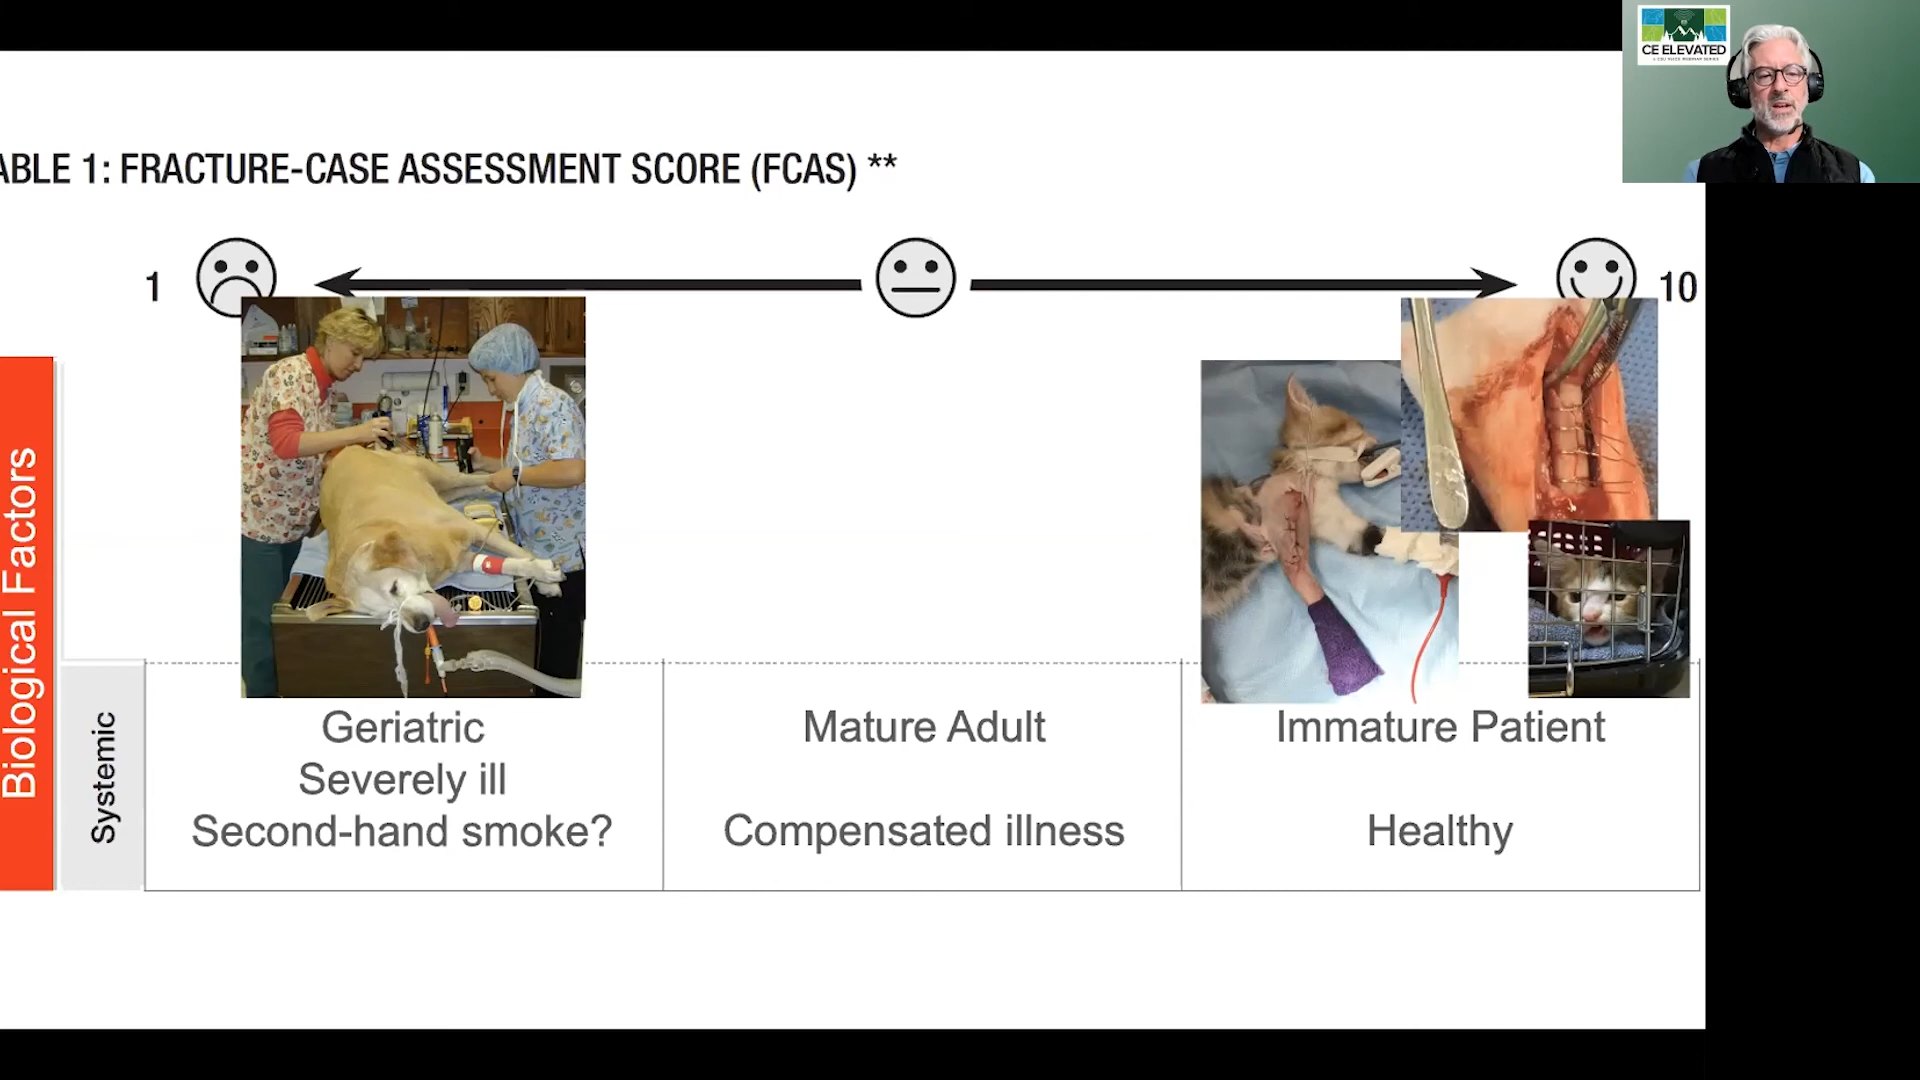 CE ELEVATED
ABLE 1: FRACTURE-CASE ASSESSMENT SCORE (FCAS) **
1
10
Biological Factors
Systemic
Geriatric
Severely ill
Second-hand smoke?
Mature Adult
Compensated illness
Immature Patient
Healthy